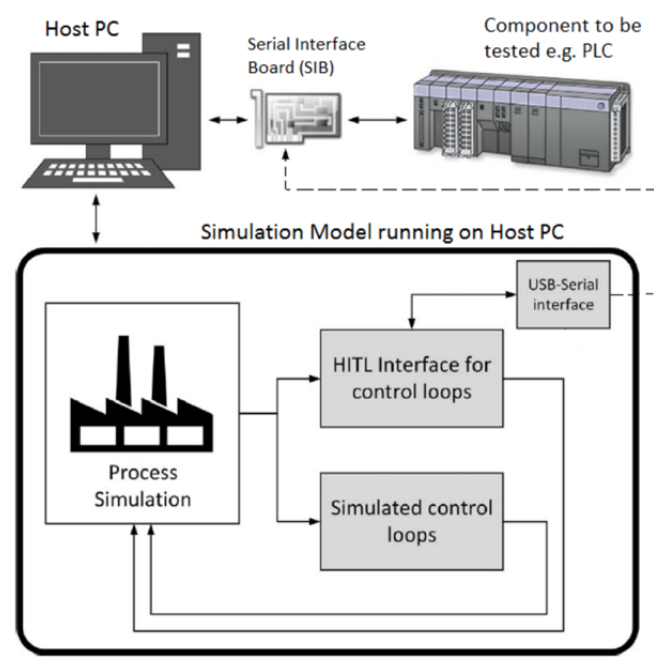 Host PC
Serial Interface
Board (SIB)
Component to be
tested e.g. PLC
Simulation Model running on Host PC
USB-Serial
interface
HITL Interface for
control loops
Process
Simulation
Simulated control
loops